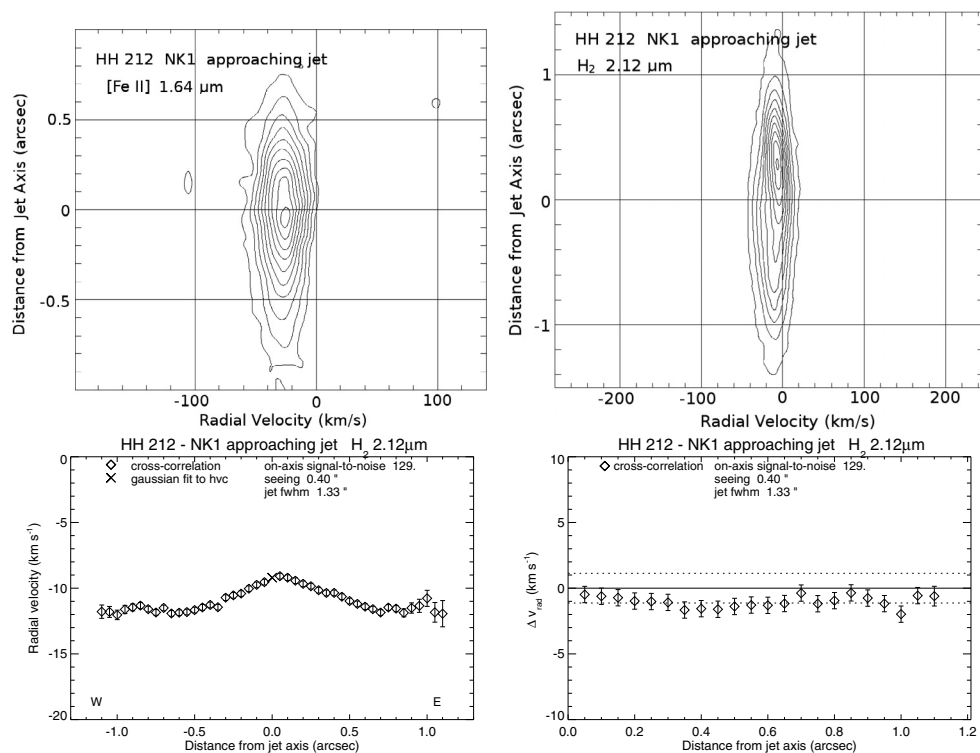 HH 212 NK1 approaching jet
[Fe II] 1.64 μm
Distance from Jet Axis (arcsec)
0.5
0
-0.5
-100
0
100
Radial Velocity (km/s)
HH 212 NK1 approaching jet
H2 2.12 μm
Distance from Jet Axis (arcsec)
1
0
-1
-200
-100
0
100
200
Radial Velocity (km/s)
HH 212 - NK1 approaching jet H2 2.12μm
cross-correlation
on-axis signal-to-noise 129.
gaussian fit to hvc
seeing 0.40 "
jet fwhm 1.33 "
Radial velocity (km s-1)
0
-5
-10
-15
-20
W
E
-1.0
-0.5
0.0
0.5
1.0
Distance from jet axis (arcsec)
HH 212 - NK1 approaching jet H2 2.12μm
cross-correlation
on-axis signal-to-noise 129.
seeing 0.40 "
jet fwhm 1.33 "
Δ vrad (km s-1)
10
5
0
-5
-10
0.0
0.2
0.4
0.6
0.8
1.0
1.2
Distance from jet axis (arcsec)